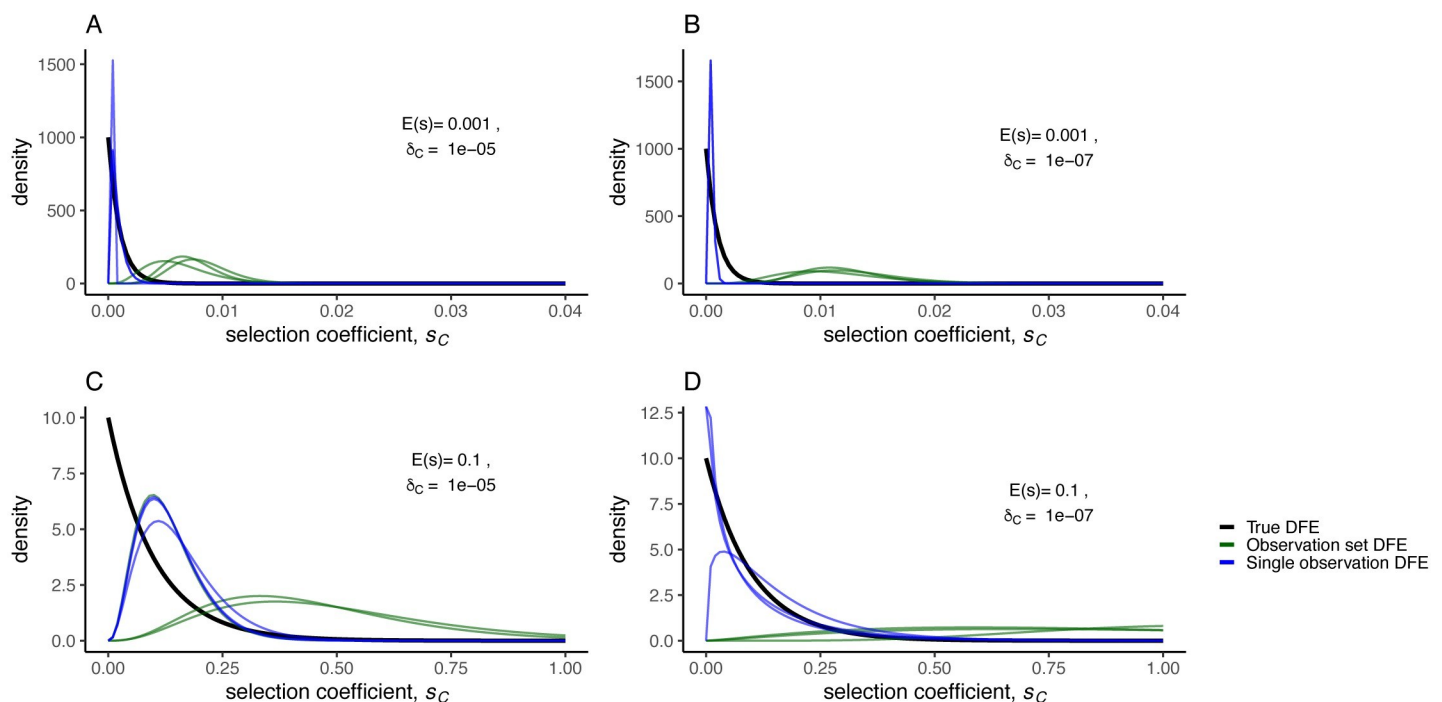 A
1500
1000
500
0
density
E(s)= 0.001 ,
δC = 1e−05
0.00 0.01 0.02 0.03 0.04
selection coefficient, sC
B
1500
1000
500
0
density
E(s)= 0.001 ,
δC = 1e−07
0.00 0.01 0.02 0.03 0.04
selection coefficient, sC
C
10.0
7.5
5.0
2.5
0.0
density
E(s)= 0.1 ,
δC = 1e−05
0.00 0.25 0.50 0.75 1.00
selection coefficient, sC
D
12.5
10.0
7.5
5.0
2.5
0.0
density
E(s)= 0.1 ,
δC = 1e−07
0.00 0.25 0.50 0.75 1.00
selection coefficient, sC
True DFE
Observation set DFE
Single observation DFE